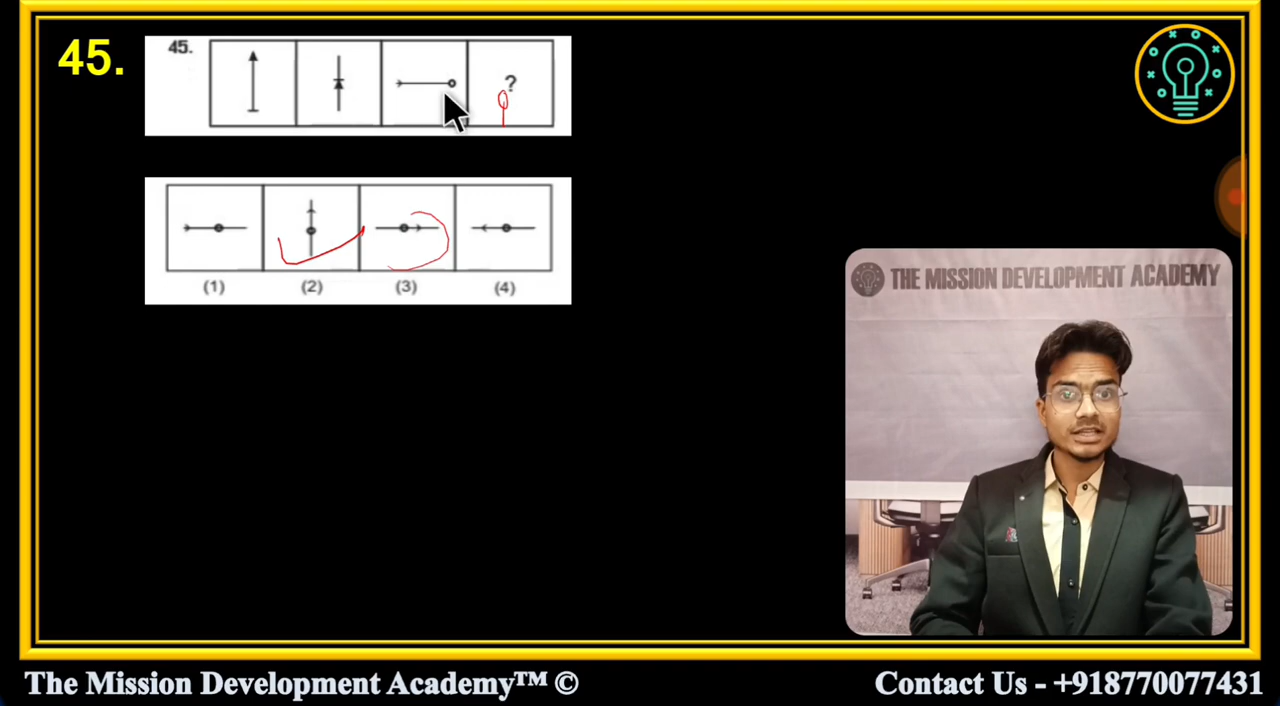 45.
45.
?
(1) (2) (3) (4)
THE MISSION DEVELOPMENT ACADEMY
The Mission Development Academy™ ©
Contact Us - +918770077431